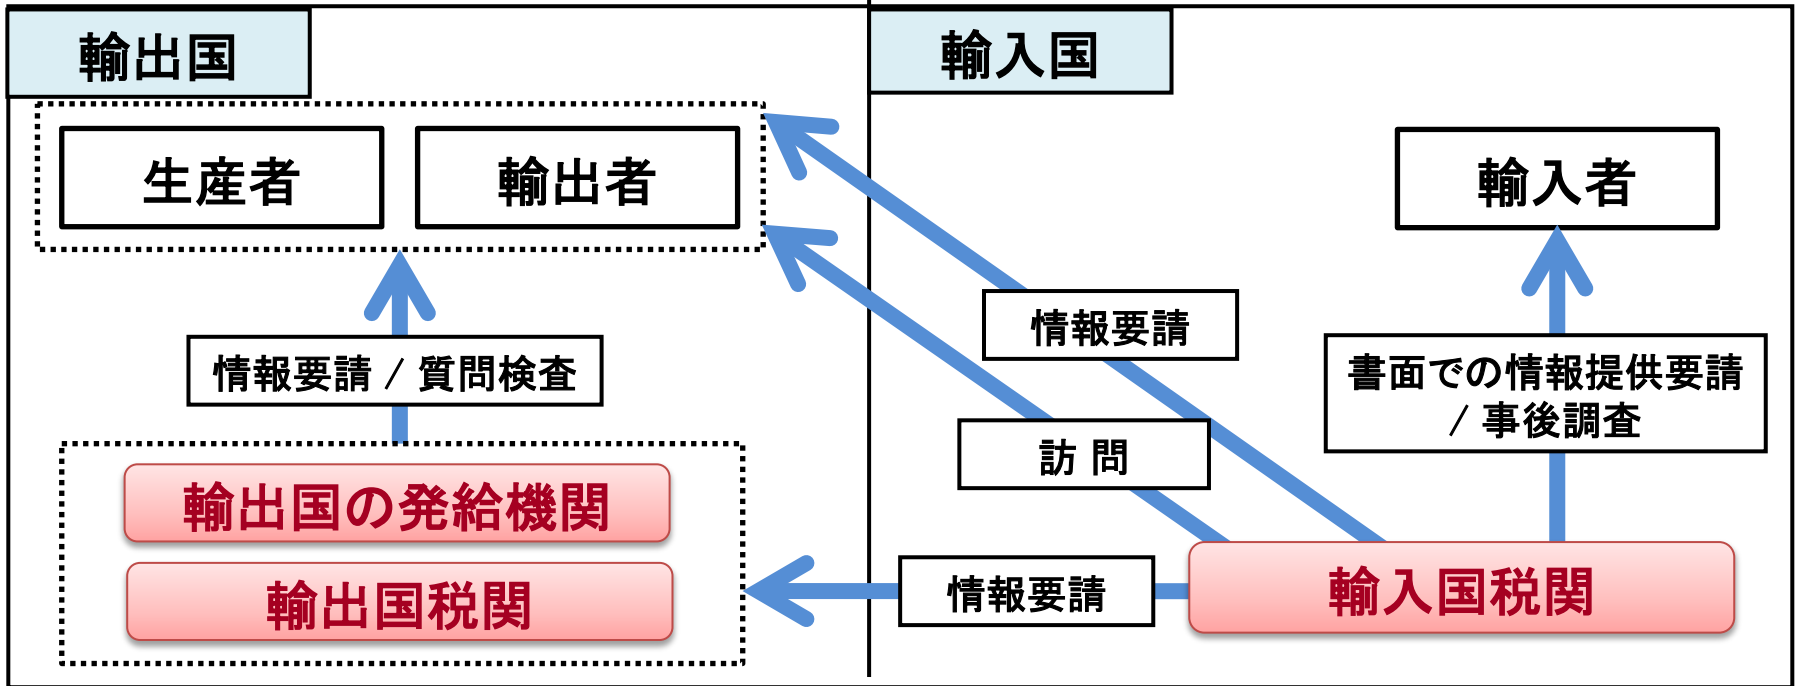 輸出国
輸入国
生産者
輸出者
輸入者
情報要請
情報要請 / 質問検査
書面での情報提供要請
/ 事後調査
訪 問
輸出国の発給機関
輸出国税関
情報要請
輸入国税関